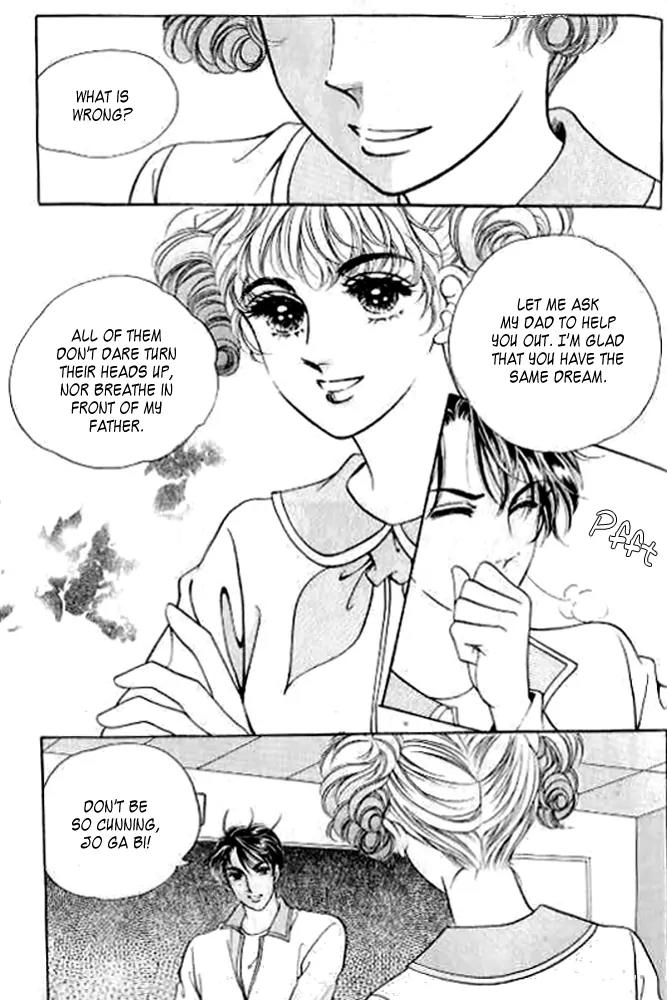 WHAT IS
WRONG?
ALL OF THEM
DON'T DARE TURN
THEIR HEADS UP,
NOR BREATHE IN
FRONT OF MY
FATHER.
LET ME ASK
MY DAD TO HELP
YOU OUT. I'M GLAD
THAT YOU HAVE THE
SAME DREAM.
Pfft
DON'T BE
SO CUNNING,
JO GA BI!